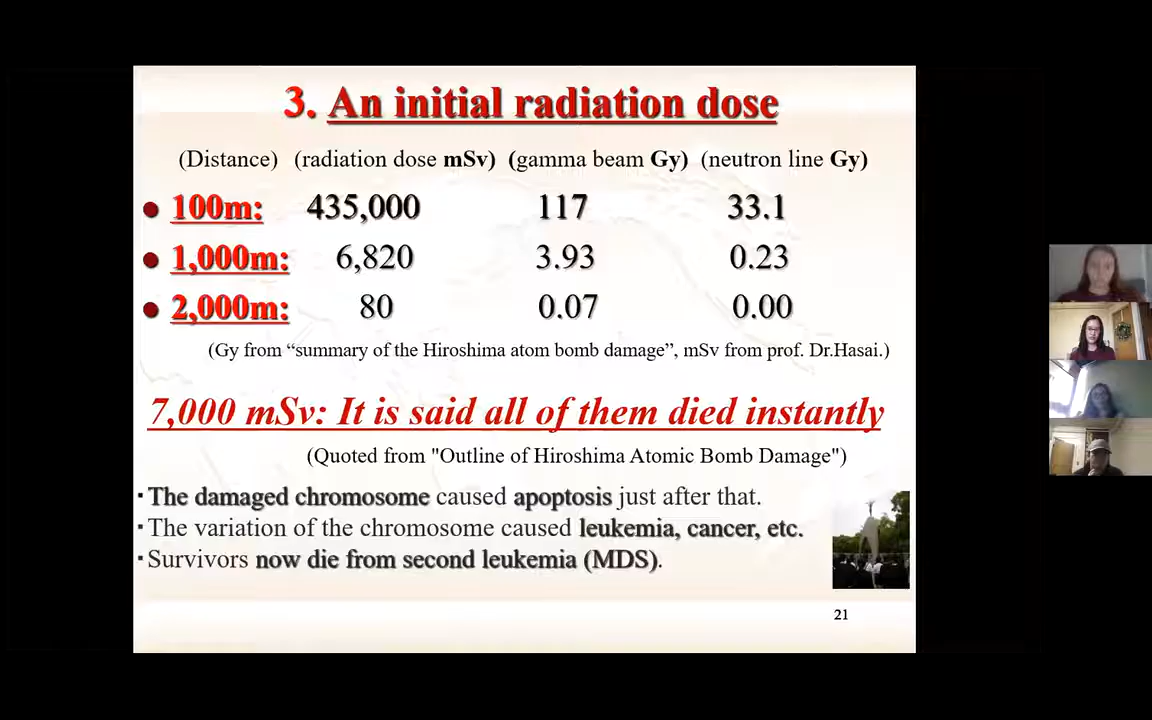 3. An initial radiation dose
(Distance) (radiation dose mSv) (gamma beam Gy) (neutron line Gy)
• 100m: 435,000 117 33.1
• 1,000m: 6,820 3.93 0.23
• 2,000m: 80 0.07 0.00
(Gy from “summary of the Hiroshima atom bomb damage”, mSv from prof. Dr.Hasai.)
7,000 mSv: It is said all of them died instantly
(Quoted from "Outline of Hiroshima Atomic Bomb Damage")
･The damaged chromosome caused apoptosis just after that.
･The variation of the chromosome caused leukemia, cancer, etc.
･Survivors now die from second leukemia (MDS).
21